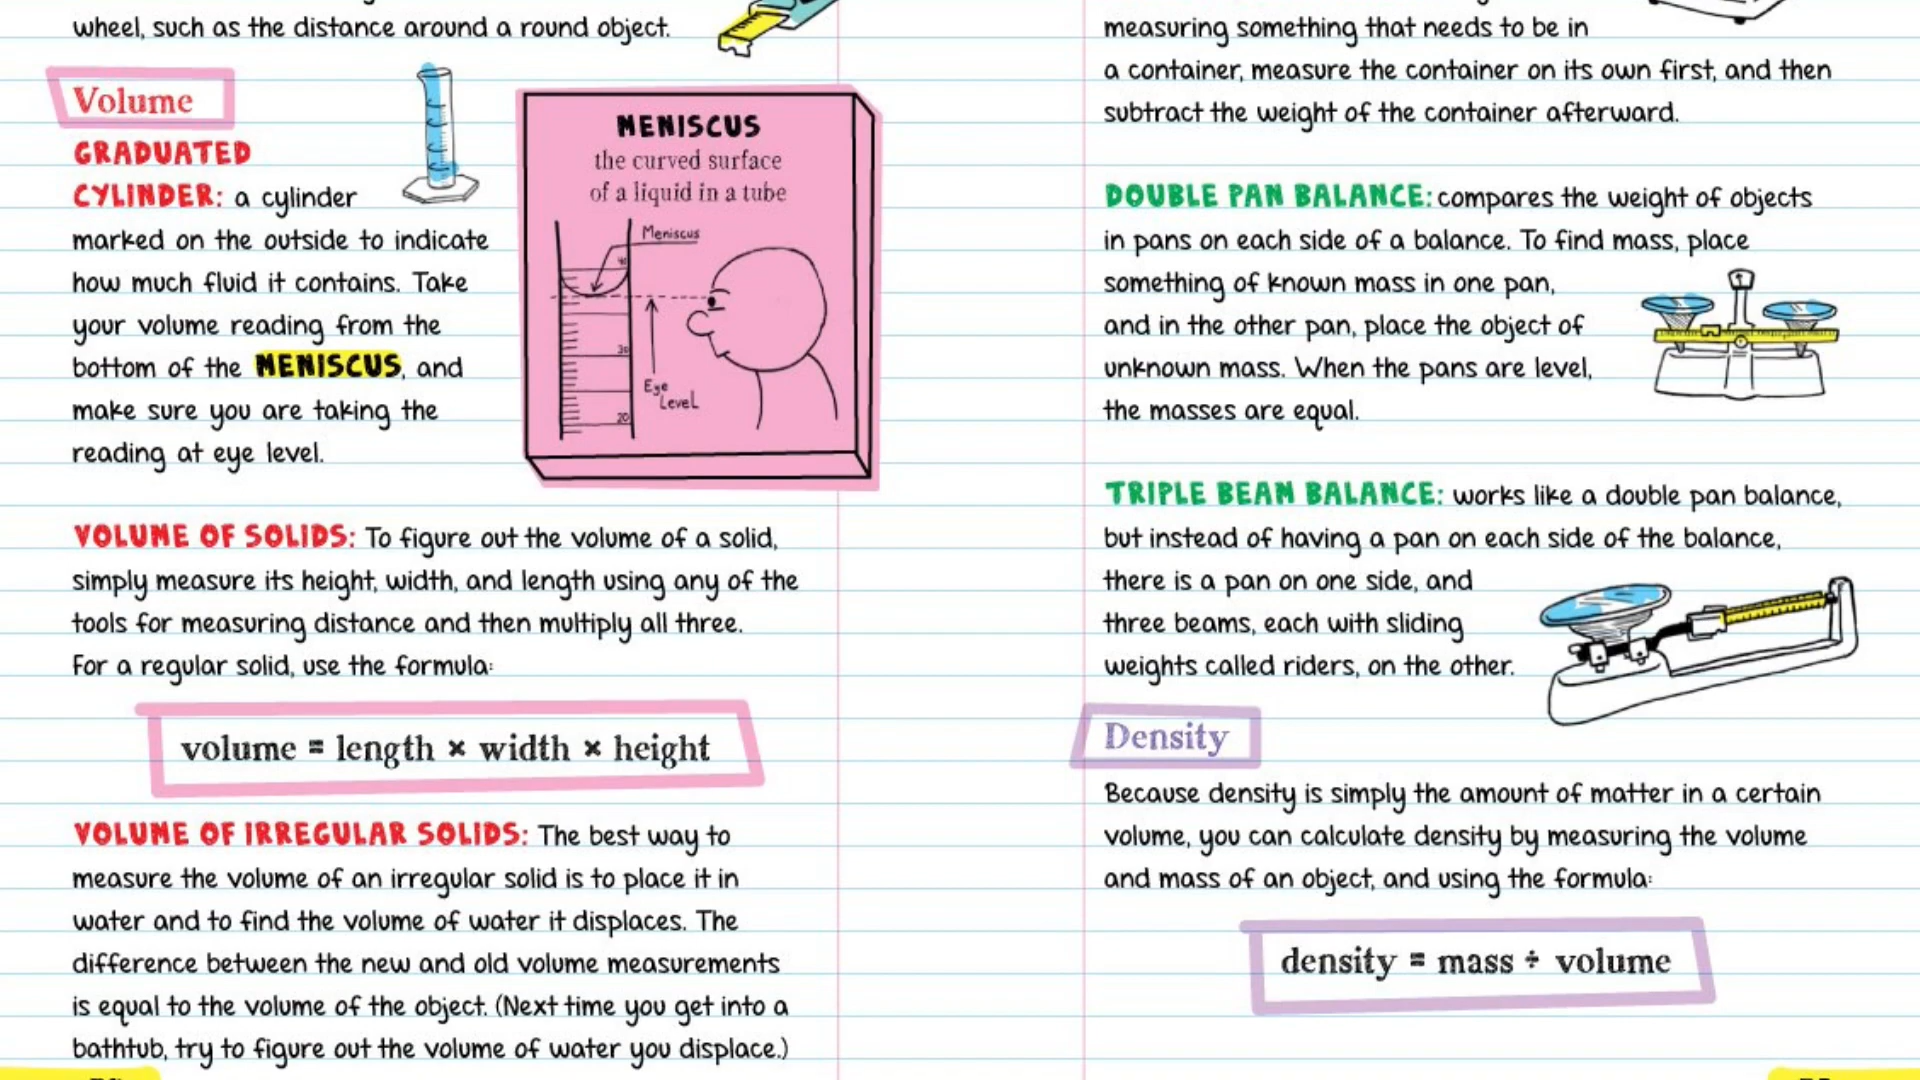 wheel, such as the distance around a round object.
Volume
GRADUATED
CYLINDER: a cylinder
marked on the outside to indicate
how much fluid it contains. Take
your volume reading from the
bottom of the MENISCUS, and
make sure you are taking the
reading at eye level.
MENISCUS
the curved surface
of a liquid in a tube
Meniscus
40
30
Eye
Level
20
VOLUME OF SOLIDS: To figure out the volume of a solid,
simply measure its height, width, and length using any of the
tools for measuring distance and then multiply all three.
For a regular solid, use the formula:
volume = length × width × height
VOLUME OF IRREGULAR SOLIDS: The best way to
measure the volume of an irregular solid is to place it in
water and to find the volume of water it displaces. The
difference between the new and old volume measurements
is equal to the volume of the object. (Next time you get into a
bathtub, try to figure out the volume of water you displace.)
measuring something that needs to be in
a container, measure the container on its own first, and then
subtract the weight of the container afterward.
DOUBLE PAN BALANCE: compares the weight of objects
in pans on each side of a balance. To find mass, place
something of known mass in one pan,
and in the other pan, place the object of
unknown mass. When the pans are level,
the masses are equal.
TRIPLE BEAM BALANCE: works like a double pan balance,
but instead of having a pan on each side of the balance,
there is a pan on one side, and
three beams, each with sliding
weights called riders, on the other.
Density
Because density is simply the amount of matter in a certain
volume, you can calculate density by measuring the volume
and mass of an object, and using the formula:
density = mass ÷ volume